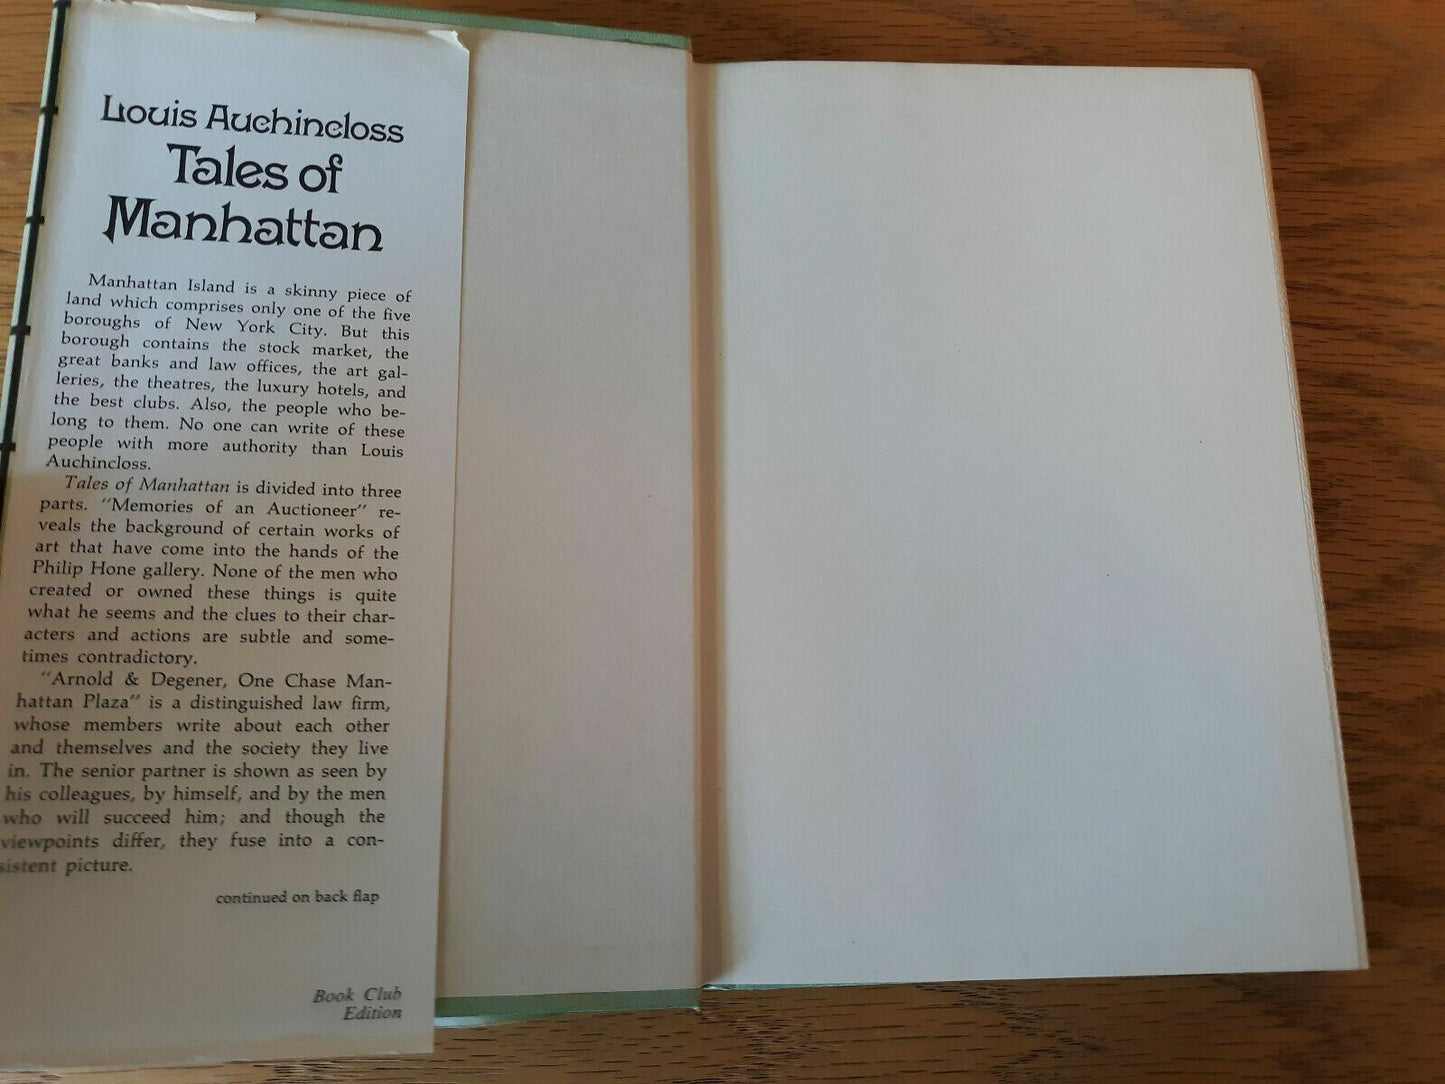 Louis Auchincloss
Tales of
Manhattan
Manhattan Island is a skinny piece of
land which comprises only one of the five
boroughs of New York City. But this
borough contains the stock market, the
great banks and law offices, the art gal-
leries, the theatres, the luxury hotels, and
the best clubs. Also, the people who be-
long to them. No one can write of these
people with more authority than Louis
Auchincloss.
Tales of Manhattan is divided into three
parts. "Memories of an Auctioneer" re-
veals the background of certain works of
art that have come into the hands of the
Philip Hone gallery. None of the men who
created or owned these things is quite
what he seems and the clues to their char-
acters and actions are subtle and some-
times contradictory.
"Arnold & Degener, One Chase Man-
hattan Plaza" is a distinguished law firm,
whose members write about each other
and themselves and the society they live
in. The senior partner is shown as seen by
his colleagues, by himself, and by the men
who will succeed him; and though the
viewpoints differ, they fuse into a con-
sistent picture.
continued on back flap
Book Club
Edition